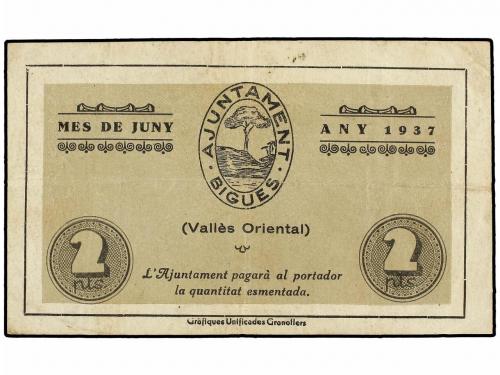 AJUNTAMENT
BIGUES
MES DE JUNY
ANY 1937
(Vallès Oriental)
2
pts
L'Ajuntament pagarà al portador
la quantitat esmentada.
2
pts
Gràfiques Unificades Granollers